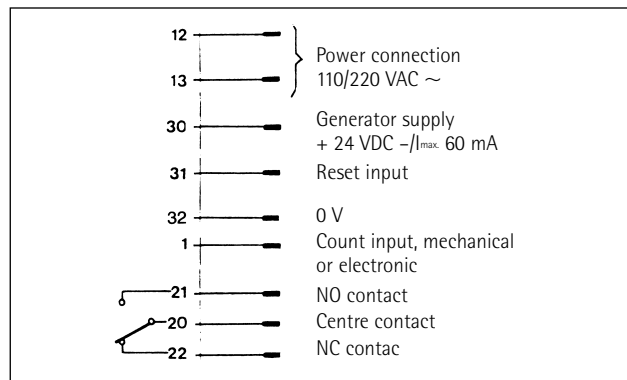 12
Power connection
13 110/220 VAC ~
30 Generator supply
+ 24 VDC –/Imax. 60 mA
31 Reset input
32 0 V
1 Count input, mechanical
or electronic
21 NO contact
20 Centre contact
22 NC contac